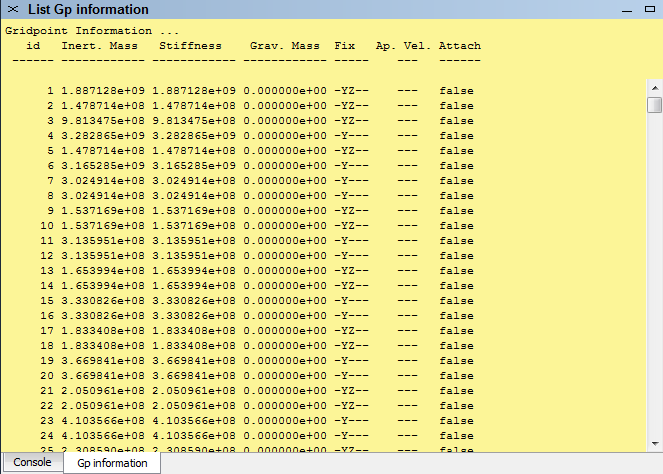 List Gp information
Gridpoint Information ...
id Inert. Mass Stiffness Grav. Mass Fix Ap. Vel. Attach
------ ------------ ------------ ------------ ----- --- ------
1 1.887128e+09 1.887128e+09 0.000000e+00 -YZ-- --- false
2 1.478714e+08 1.478714e+08 0.000000e+00 -YZ-- --- false
3 9.813475e+08 9.813475e+08 0.000000e+00 -YZ-- --- false
4 3.282865e+09 3.282865e+09 0.000000e+00 -Y--- --- false
5 1.478714e+08 1.478714e+08 0.000000e+00 -YZ-- --- false
6 3.165285e+09 3.165285e+09 0.000000e+00 -Y--- --- false
7 3.024914e+08 3.024914e+08 0.000000e+00 -Y--- --- false
8 3.024914e+08 3.024914e+08 0.000000e+00 -Y--- --- false
9 1.537169e+08 1.537169e+08 0.000000e+00 -YZ-- --- false
10 1.537169e+08 1.537169e+08 0.000000e+00 -YZ-- --- false
11 3.135951e+08 3.135951e+08 0.000000e+00 -Y--- --- false
12 3.135951e+08 3.135951e+08 0.000000e+00 -Y--- --- false
13 1.653994e+08 1.653994e+08 0.000000e+00 -YZ-- --- false
14 1.653994e+08 1.653994e+08 0.000000e+00 -YZ-- --- false
15 3.330826e+08 3.330826e+08 0.000000e+00 -Y--- --- false
16 3.330826e+08 3.330826e+08 0.000000e+00 -Y--- --- false
17 1.833408e+08 1.833408e+08 0.000000e+00 -YZ-- --- false
18 1.833408e+08 1.833408e+08 0.000000e+00 -YZ-- --- false
19 3.669841e+08 3.669841e+08 0.000000e+00 -Y--- --- false
20 3.669841e+08 3.669841e+08 0.000000e+00 -Y--- --- false
21 2.050961e+08 2.050961e+08 0.000000e+00 -YZ-- --- false
22 2.050961e+08 2.050961e+08 0.000000e+00 -YZ-- --- false
23 4.103566e+08 4.103566e+08 0.000000e+00 -Y--- --- false
24 4.103566e+08 4.103566e+08 0.000000e+00 -Y--- --- false
25 2.308590e+08 2.308590e+08 0.000000e+00 -YZ-- --- false
Console Gp information